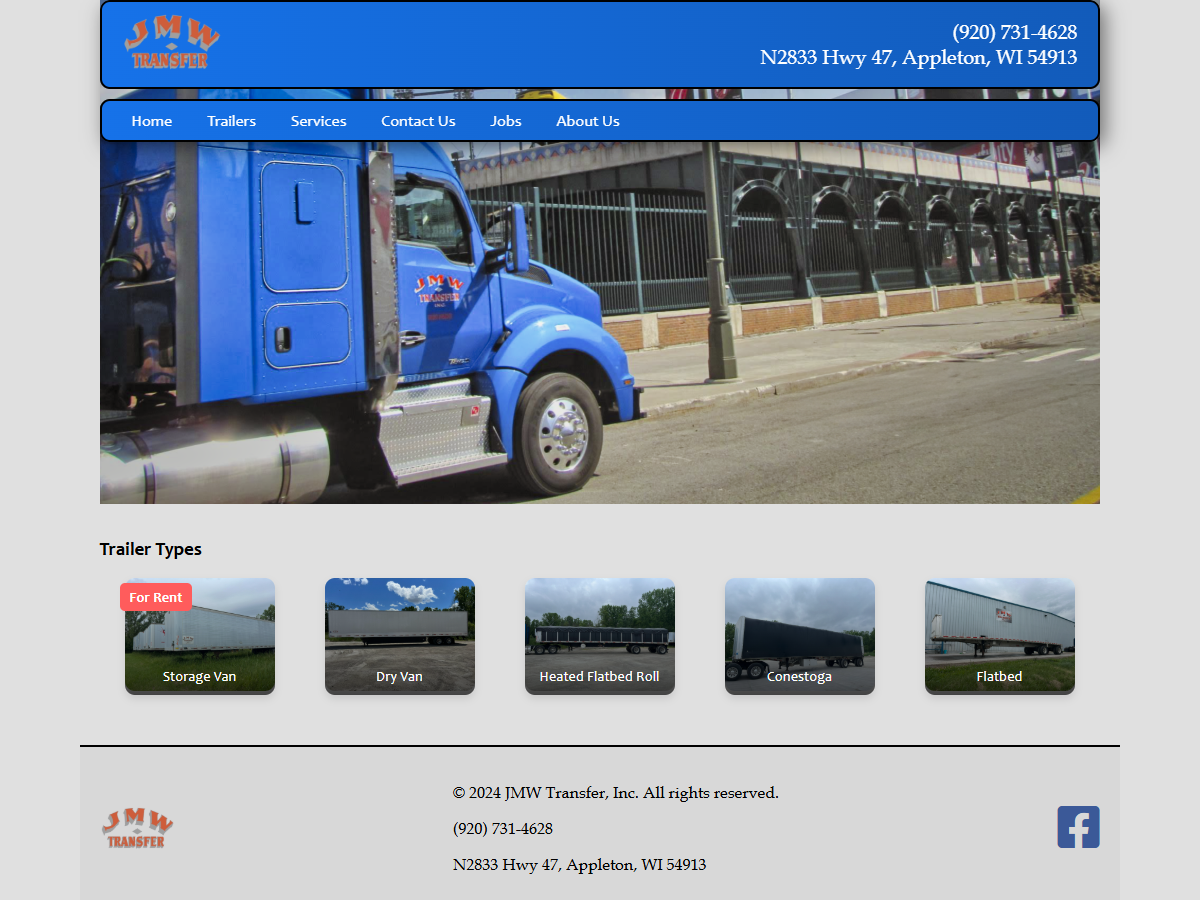 JMW
TRANSFER
(920) 731-4628
N2833 Hwy 47, Appleton, WI 54913
Home
Trailers
Services
Contact Us
Jobs
About Us
JMW
TRANSFER
Trailer Types
For Rent
Storage Van
Dry Van
Heated Flatbed Roll
Conestoga
Flatbed
JMW
TRANSFER
© 2024 JMW Transfer, Inc. All rights reserved.
(920) 731-4628
N2833 Hwy 47, Appleton, WI 54913